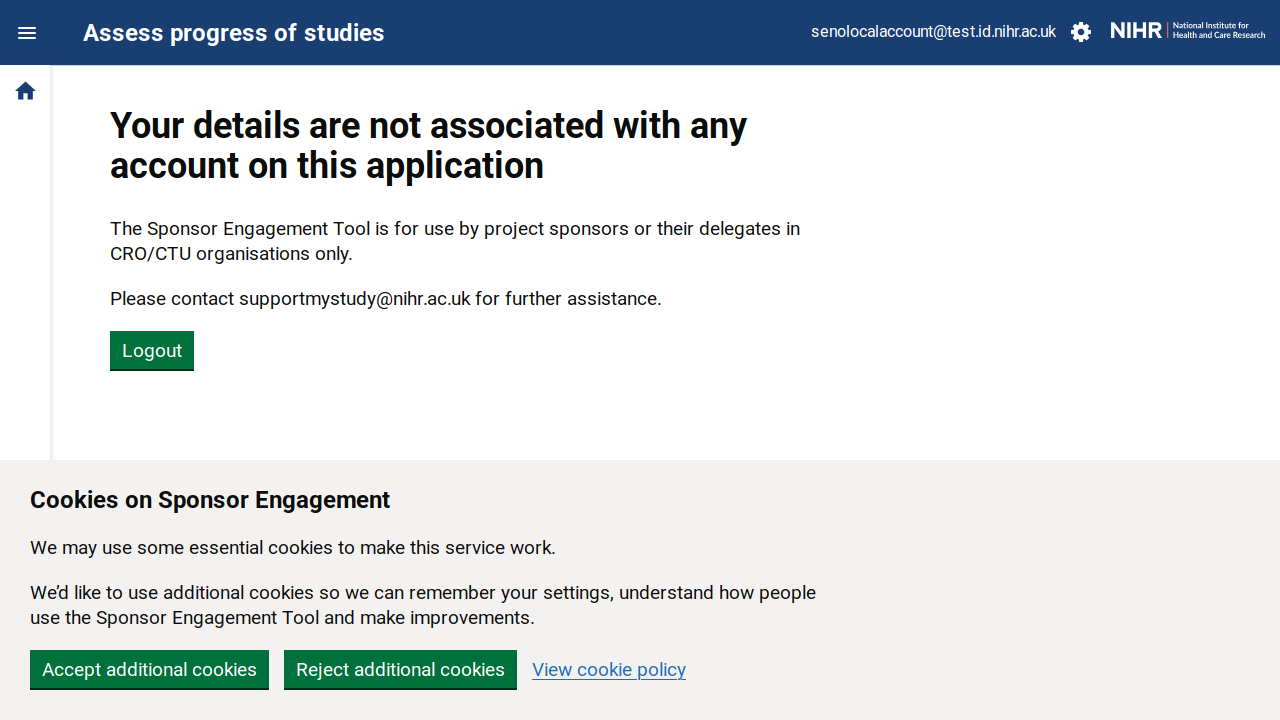 Assess progress of studies
senolocalaccount@test.id.nihr.ac.uk
NIHR | National Institute for
Health and Care Research
Your details are not associated with any
account on this application
The Sponsor Engagement Tool is for use by project sponsors or their delegates in
CRO/CTU organisations only.
Please contact supportmystudy@nihr.ac.uk for further assistance.
Logout
Cookies on Sponsor Engagement
We may use some essential cookies to make this service work.
We’d like to use additional cookies so we can remember your settings, understand how people
use the Sponsor Engagement Tool and make improvements.
Accept additional cookies
Reject additional cookies
View cookie policy